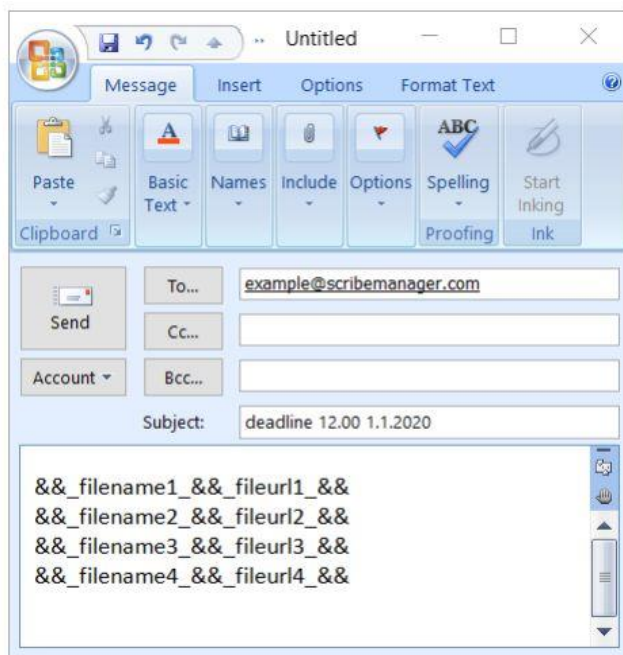 Untitled
Message Insert Options Format Text
Paste
Basic Text
Names
Include
Options
ABC
Spelling
Start Inking
Clipboard
Proofing
Ink
Send
To...
example@scribemanager.com
Cc...
Account
Bcc...
Subject:
deadline 12.00 1.1.2020
&&_filename1_&&_fileurl1_&&
&&_filename2_&&_fileurl2_&&
&&_filename3_&&_fileurl3_&&
&&_filename4_&&_fileurl4_&&